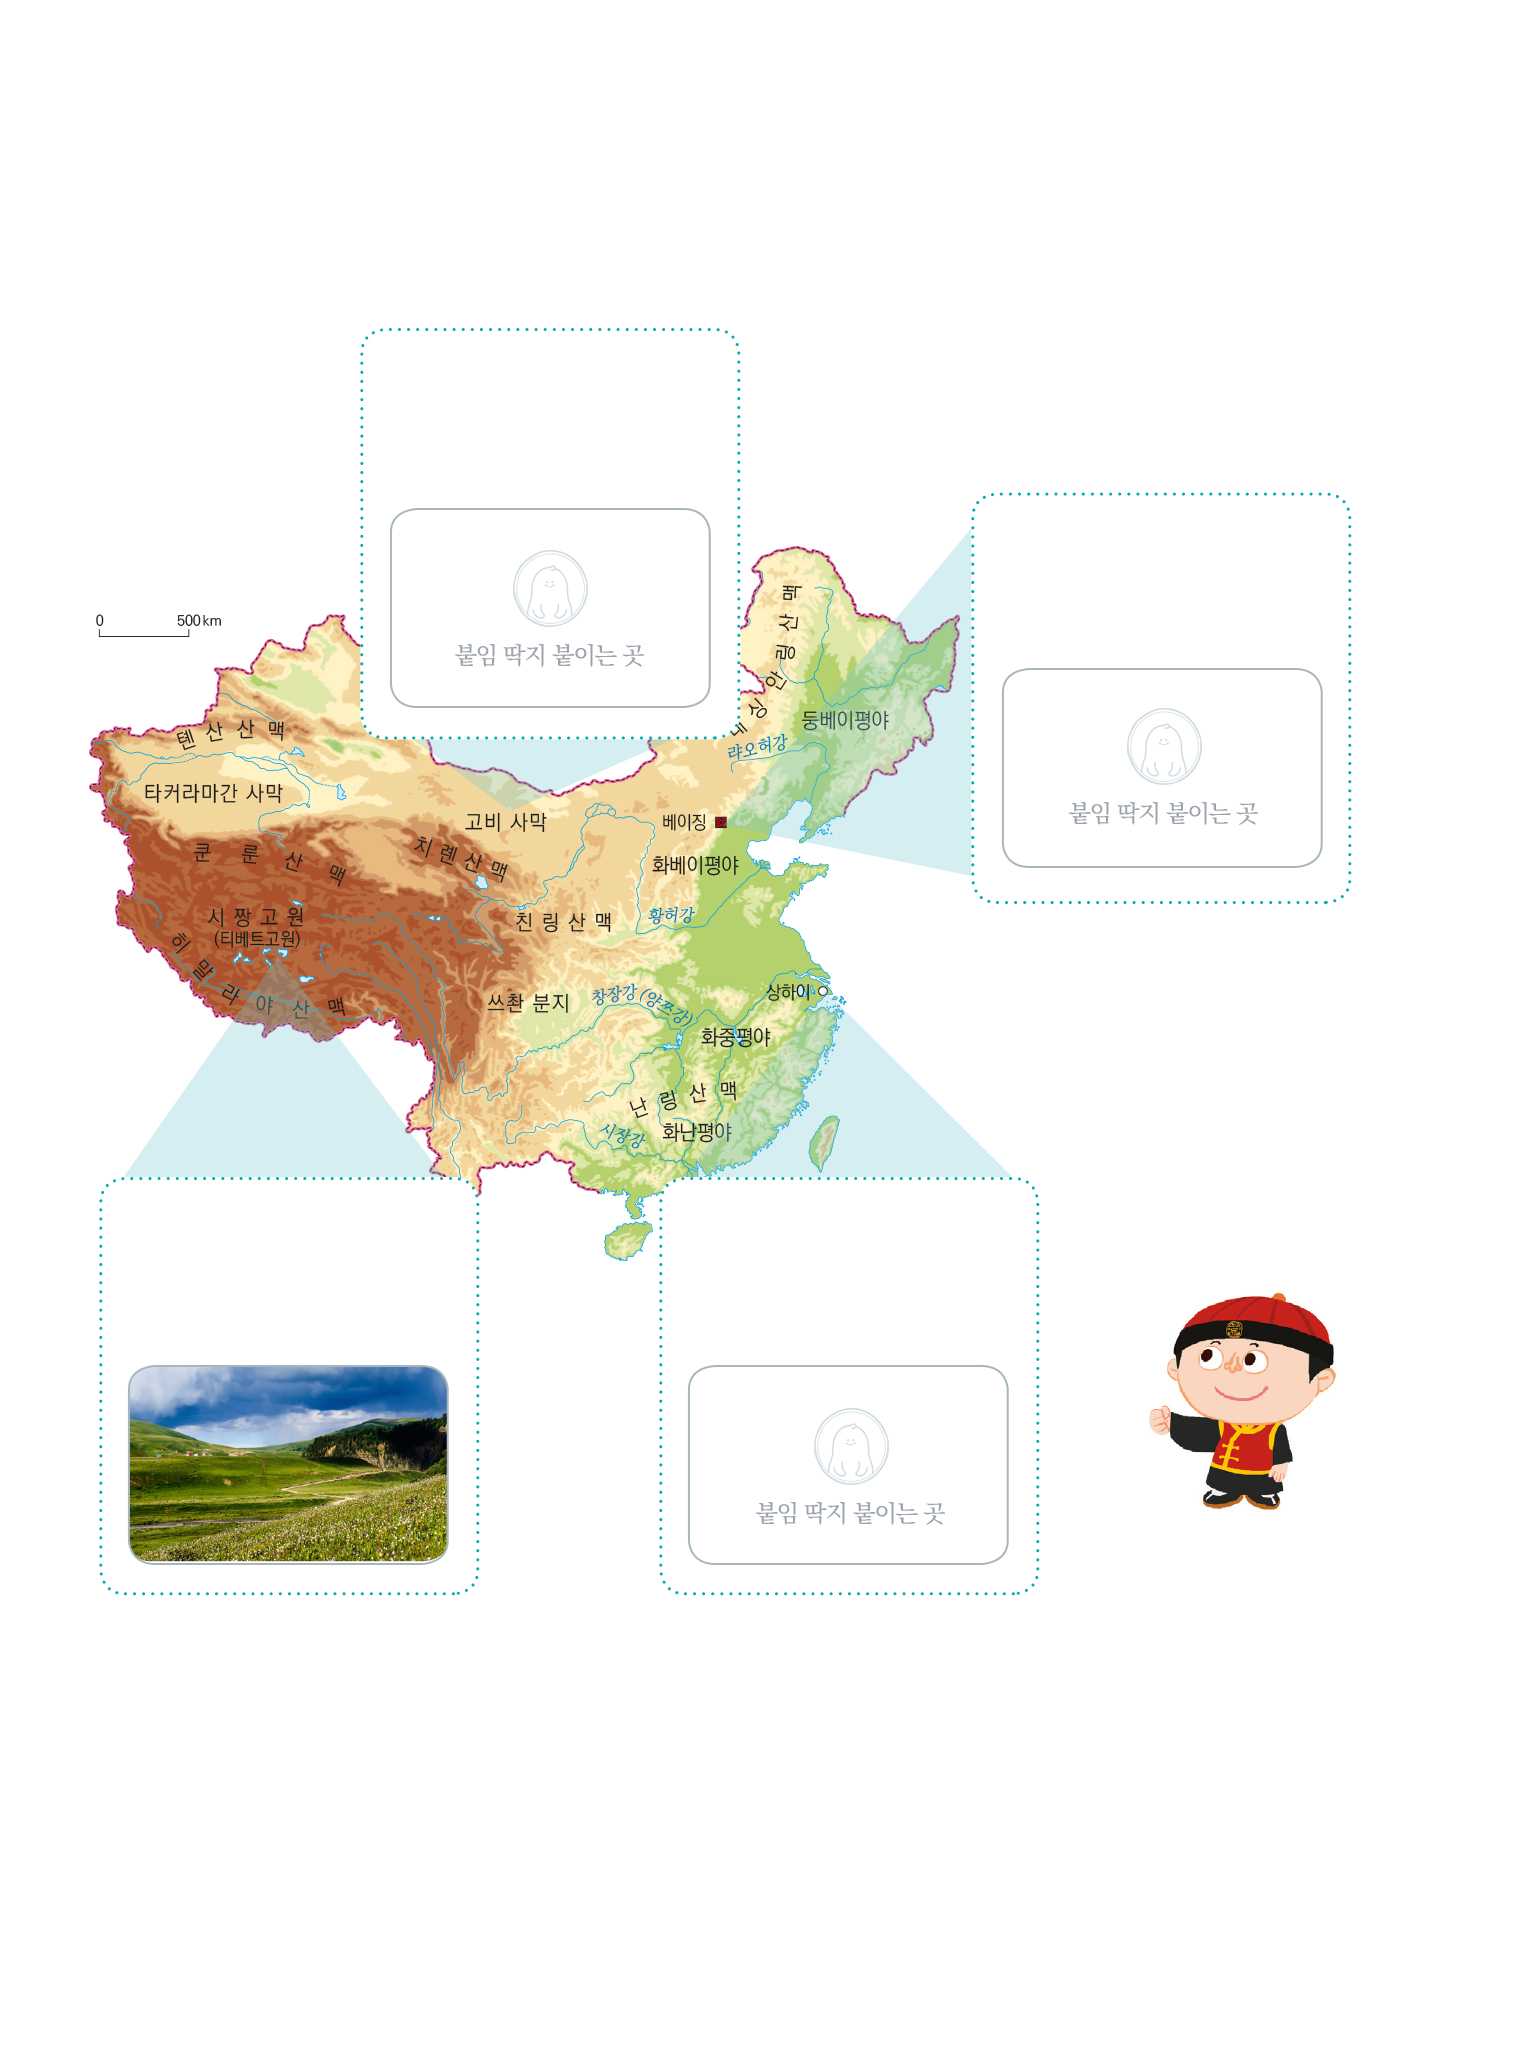 붙임 딱지 붙이는 곳
0 500km
붙임 딱지 붙이는 곳
네 싱 안 링 산 맥
둥베이평야
랴오허강
톈 산 산 맥
타커라마간 사막
고비 사막
베이징
치 롄 산 맥
쿤 룬 산 맥
화베이평야
시 짱 고 원
(티베트고원)
친 링 산 맥
황허강
히 말 라 야 산 맥
쓰촨 분지
창장강(양쯔강)
상하이
화중평야
난 링 산 맥
시장강
화난평야
붙임 딱지 붙이는 곳